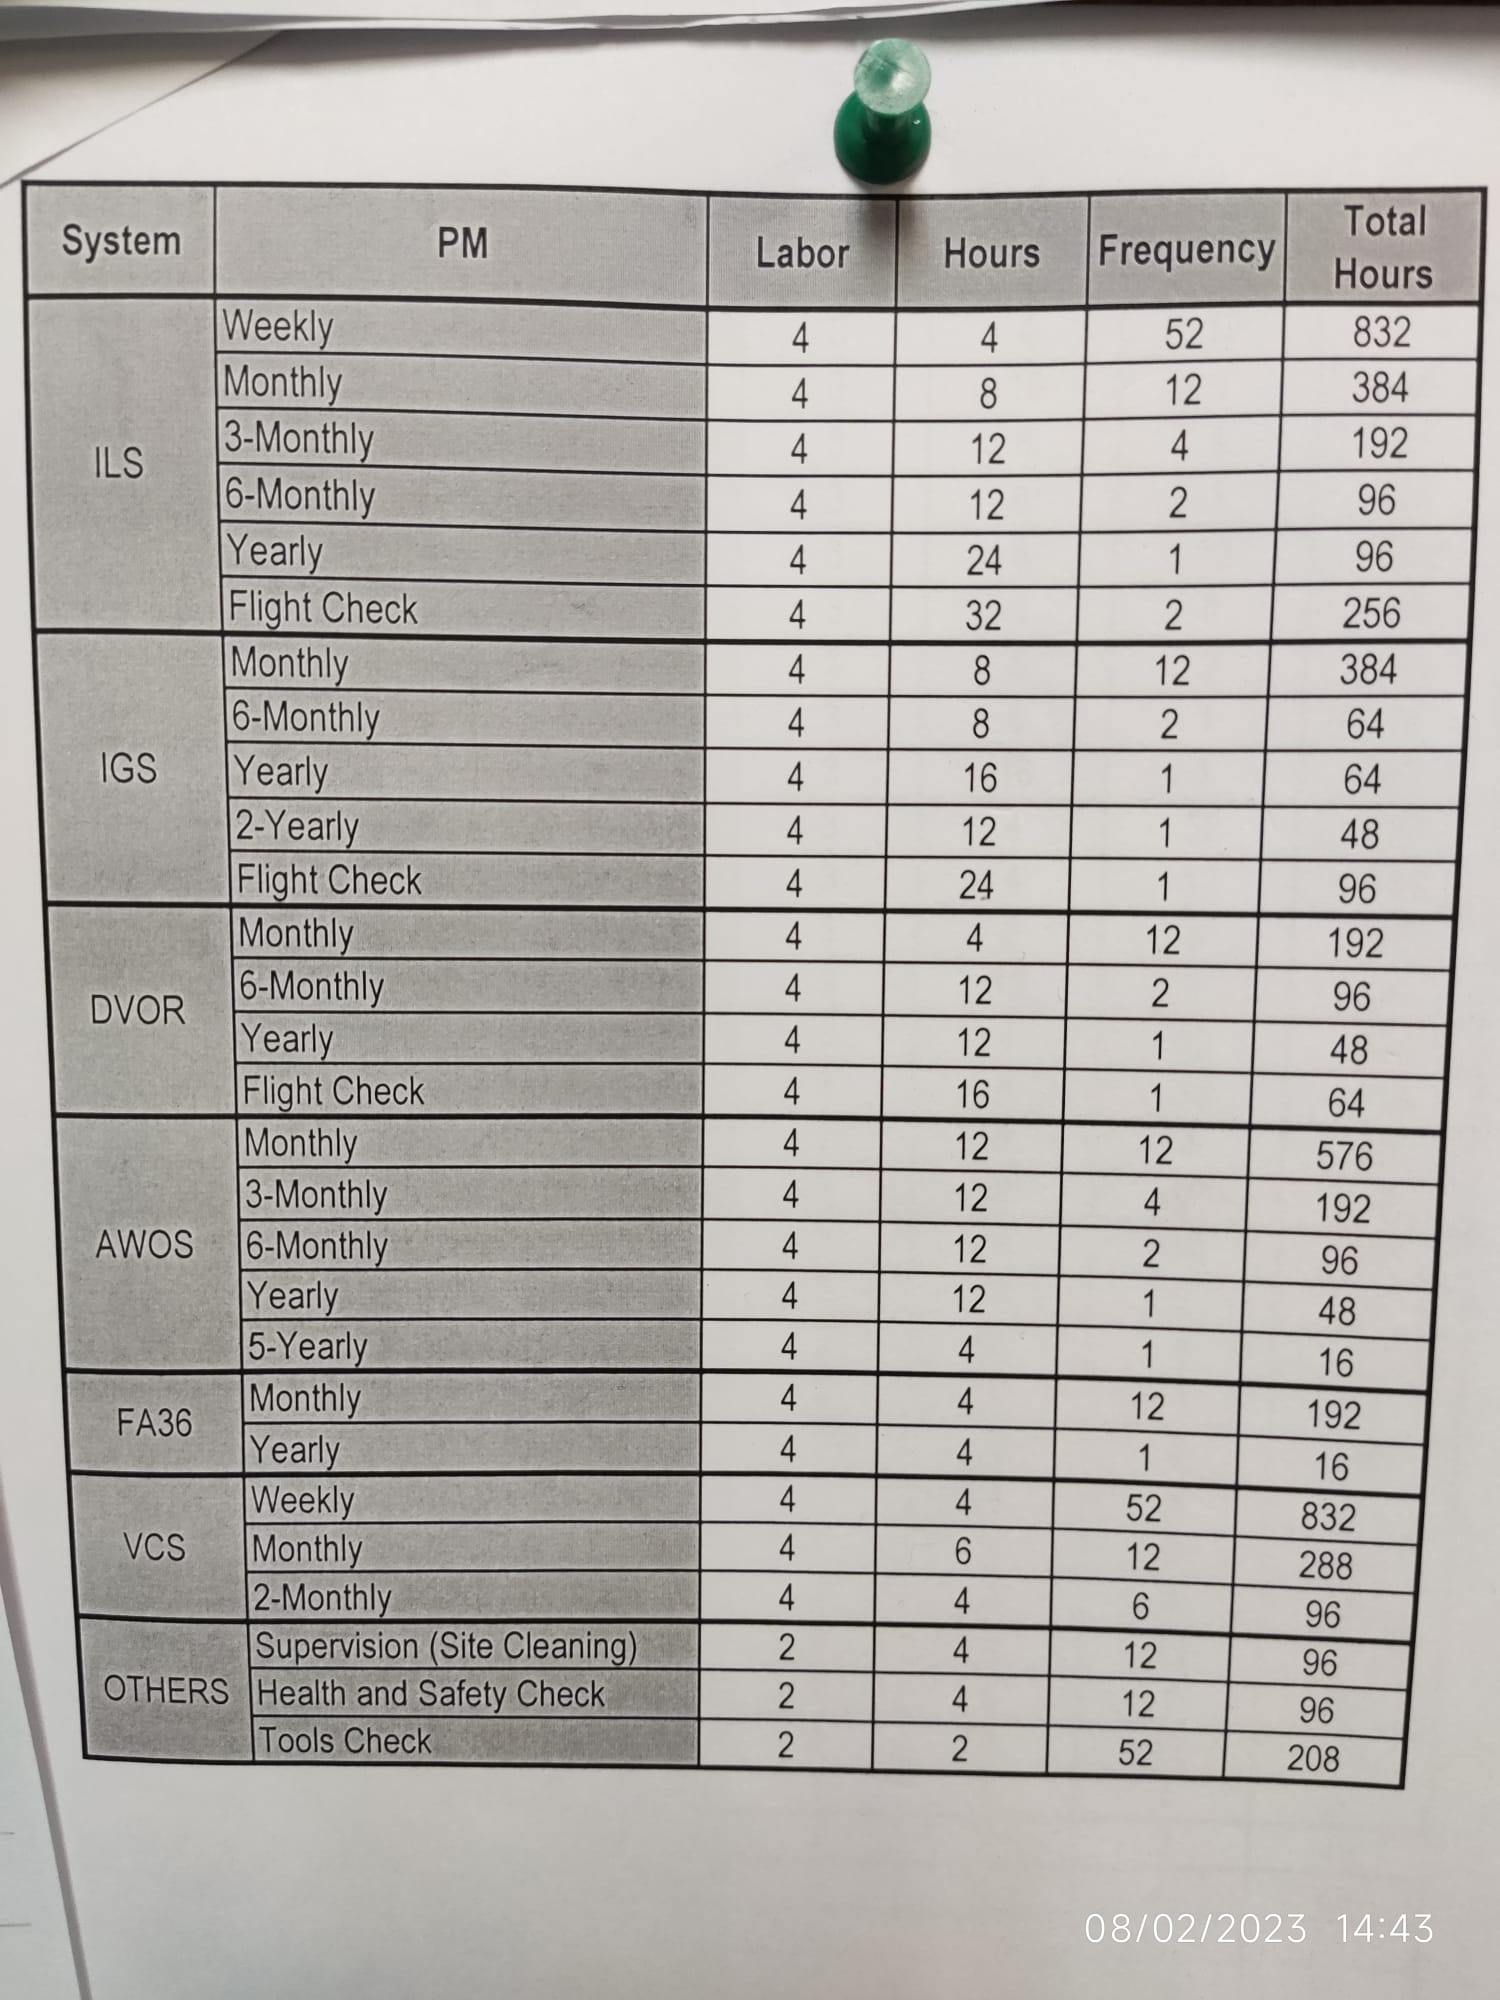 System PM Labor Hours Frequency Total Hours
ILS
Weekly 4 4 52 832
Monthly 4 8 12 384
3-Monthly 4 12 4 192
6-Monthly 4 12 2 96
Yearly 4 24 1 96
Flight Check 4 32 2 256
IGS
Monthly 4 8 12 384
6-Monthly 4 8 2 64
Yearly 4 16 1 64
2-Yearly 4 12 1 48
Flight Check 4 24 1 96
DVOR
Monthly 4 4 12 192
6-Monthly 4 12 2 96
Yearly 4 12 1 48
Flight Check 4 16 1 64
AWOS
Monthly 4 12 12 576
3-Monthly 4 12 4 192
6-Monthly 4 12 2 96
Yearly 4 12 1 48
5-Yearly 4 4 1 16
FA36
Monthly 4 4 12 192
Yearly 4 4 1 16
VCS
Weekly 4 4 52 832
Monthly 4 6 12 288
2-Monthly 4 4 6 96
OTHERS
Supervision (Site Cleaning) 2 4 12 96
Health and Safety Check 2 4 12 96
Tools Check 2 2 52 208
08/02/2023 14:43